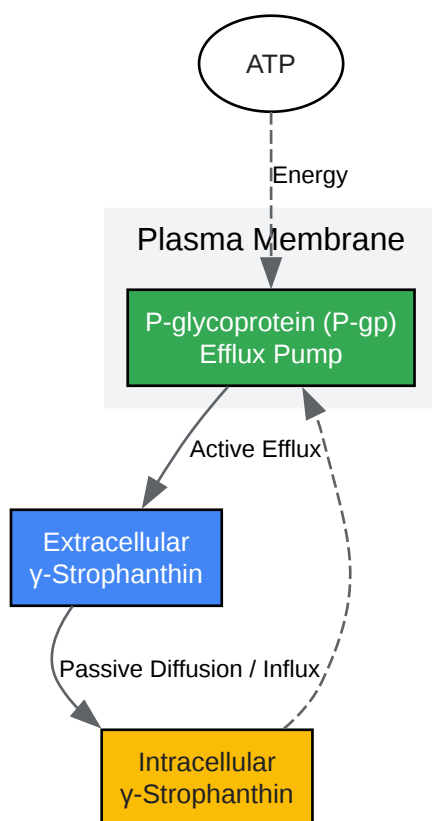 ATP
Energy
Plasma Membrane
P-glycoprotein (P-gp)
Efflux Pump
Active Efflux
Extracellular
γ-Strophanthin
Passive Diffusion / Influx
Intracellular
γ-Strophanthin